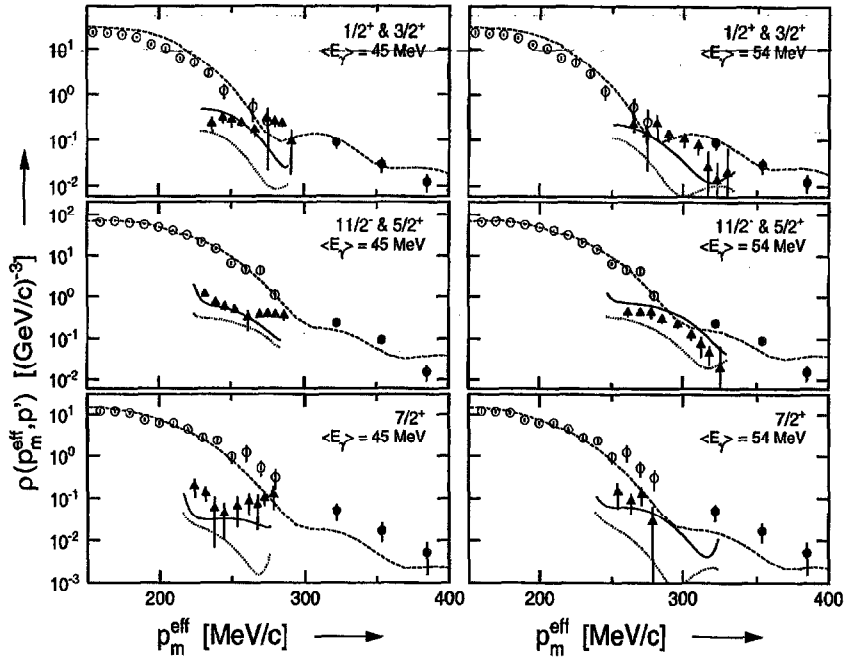 1/2⁺ & 3/2⁺
<E_γ> = 45 MeV
10¹
10⁰
10⁻¹
10⁻²
1/2⁺ & 3/2⁺
<E_γ> = 54 MeV
11/2⁻ & 5/2⁺
<E_γ> = 45 MeV
10²
10¹
10⁰
10⁻¹
10⁻²
11/2⁻ & 5/2⁺
<E_γ> = 54 MeV
7/2⁺
<E_γ> = 45 MeV
10¹
10⁰
10⁻¹
10⁻²
10⁻³
7/2⁺
<E_γ> = 54 MeV
ρ(p_m^eff,p') [(GeV/c)⁻³]
200 300 400
200 300 400
p_m^eff [MeV/c]
p_m^eff [MeV/c]